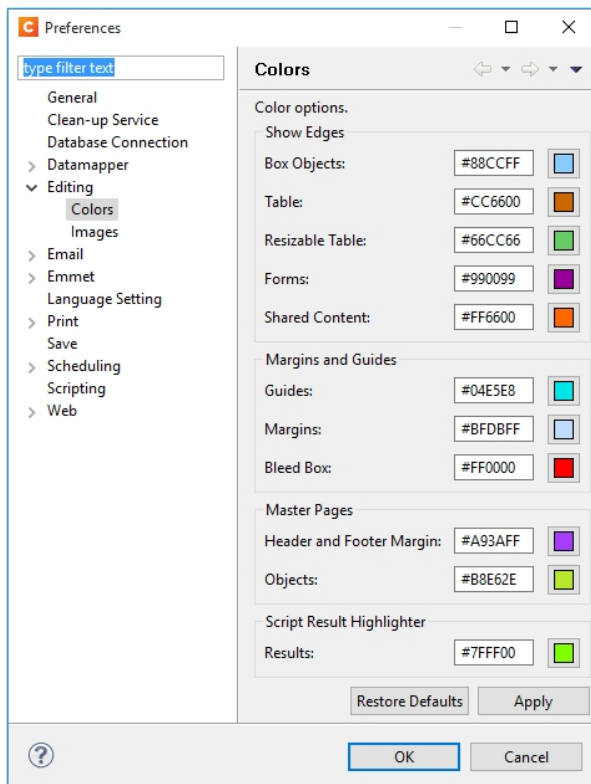 C Preferences
type filter text
General
Clean-up Service
Database Connection
Datamapper
Editing
Colors
Images
Email
Emmet
Language Setting
Print
Save
Scheduling
Scripting
Web
Colors
Color options.
Show Edges
Box Objects: #88CCFF
Table: #CC6600
Resizable Table: #66CC66
Forms: #990099
Shared Content: #FF6600
Margins and Guides
Guides: #04E5E8
Margins: #BFDBFF
Bleed Box: #FF0000
Master Pages
Header and Footer Margin: #A93AFF
Objects: #B8E62E
Script Result Highlighter
Results: #7FFF00
Restore Defaults Apply
? OK Cancel